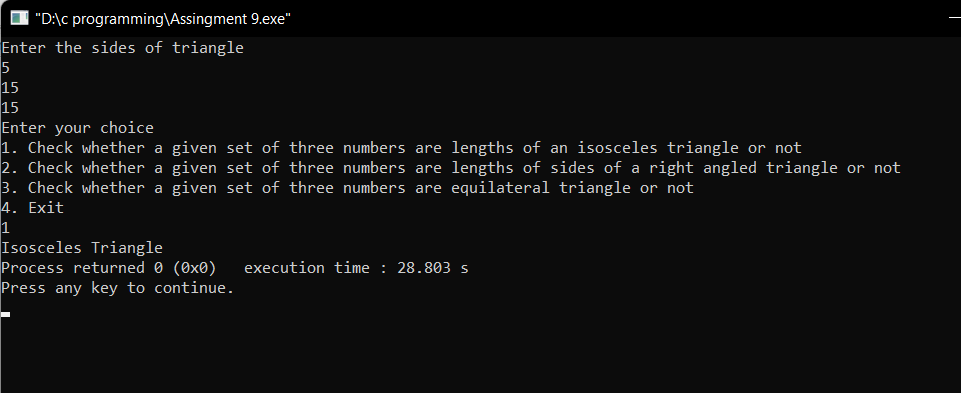 "D:\c programming\Assingment 9.exe"
Enter the sides of triangle
5
15
15
Enter your choice
1. Check whether a given set of three numbers are lengths of an isosceles triangle or not
2. Check whether a given set of three numbers are lengths of sides of a right angled triangle or not
3. Check whether a given set of three numbers are equilateral triangle or not
4. Exit
1
Isosceles Triangle
Process returned 0 (0x0)   execution time : 28.803 s
Press any key to continue.